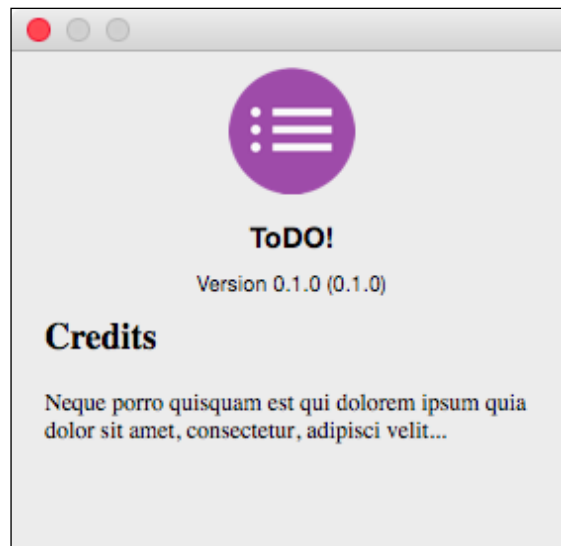 ToDO!
Version 0.1.0 (0.1.0)
Credits
Neque porro quisquam est qui dolorem ipsum quia
dolor sit amet, consectetur, adipisci velit...